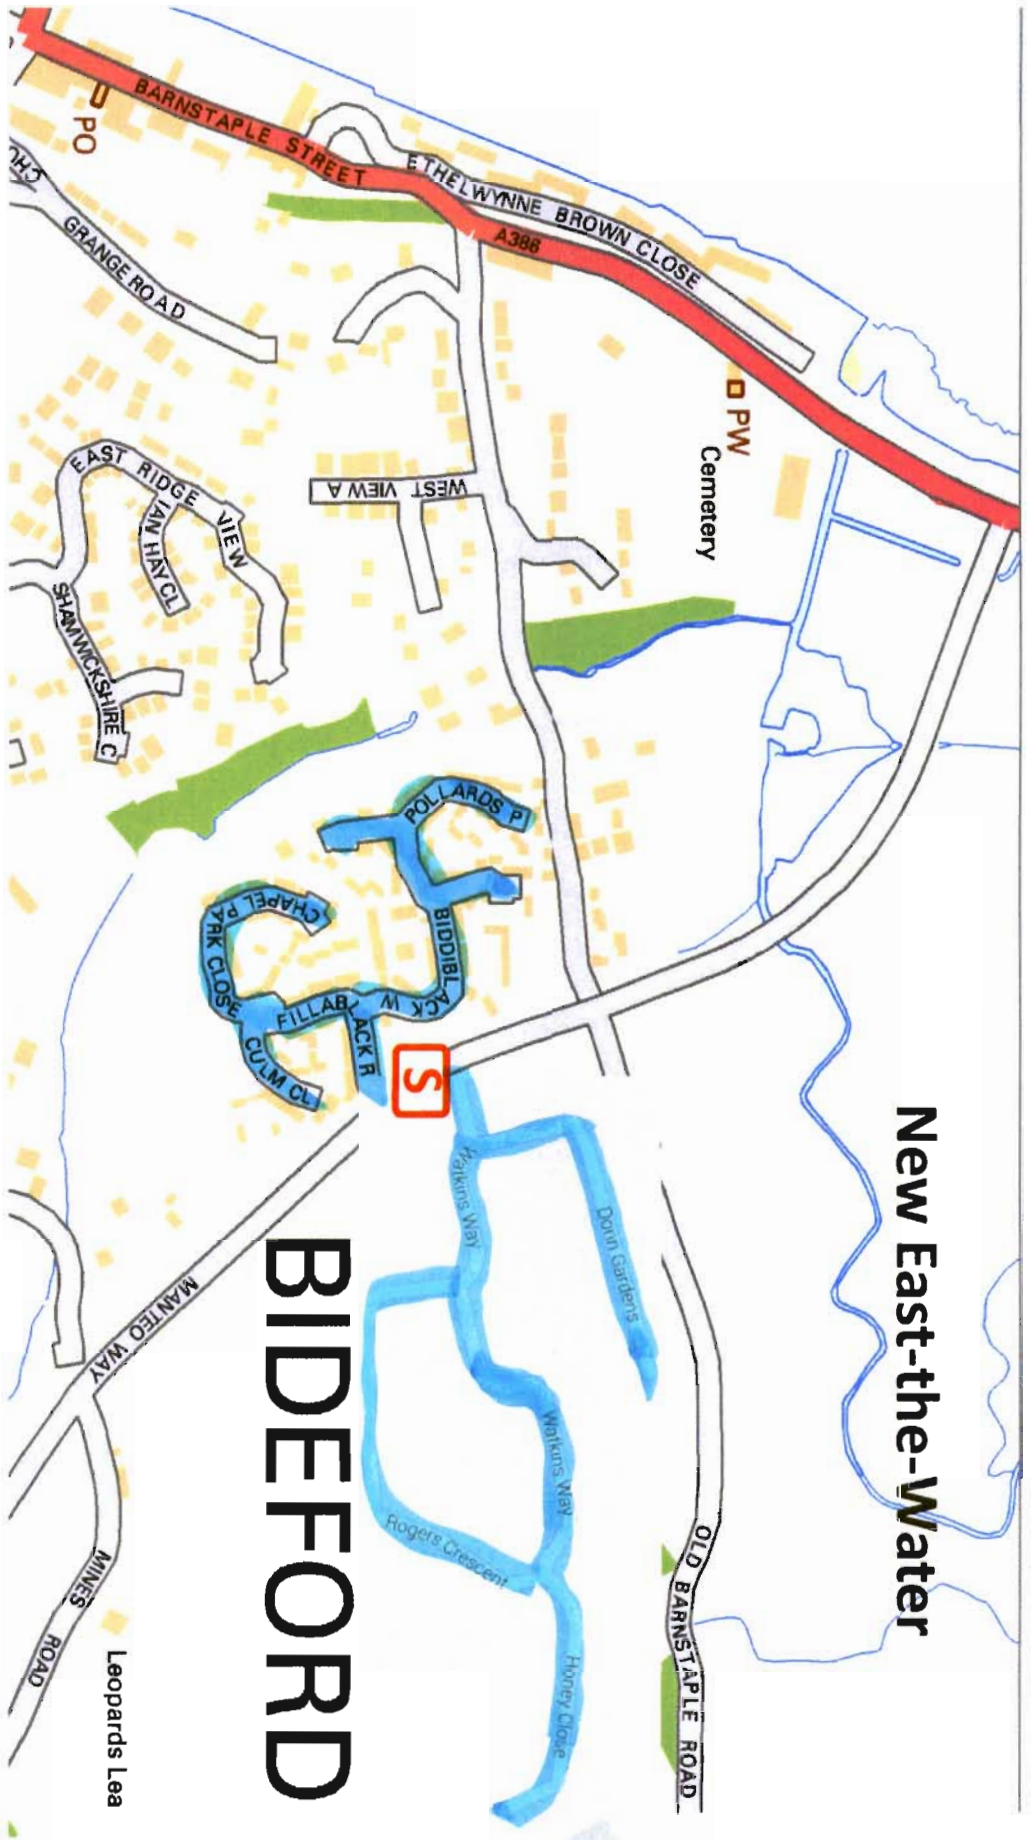 New East-the-Water
BIDEFORD
BARNSTAPLE STREET
PO
ETHELWYNNE BROWN CLOSE
A386
CHU
GRANGE ROAD
PW
Cemetery
WEST VIEW A
EAST RIDGE VIEW
IAN HAY CL
SHAMWICKSHIRE C
POLLARDS P
BIDDIBLACK W
CHAPEL PARK CLOSE
FILLABLACK R
CULM CL
S
Watkins Way
Donn Gardens
Watkins Way
Rogers Crescent
Honey Close
MANTEO WAY
MINES ROAD
OLD BARNSTAPLE ROAD
Leopards Lea